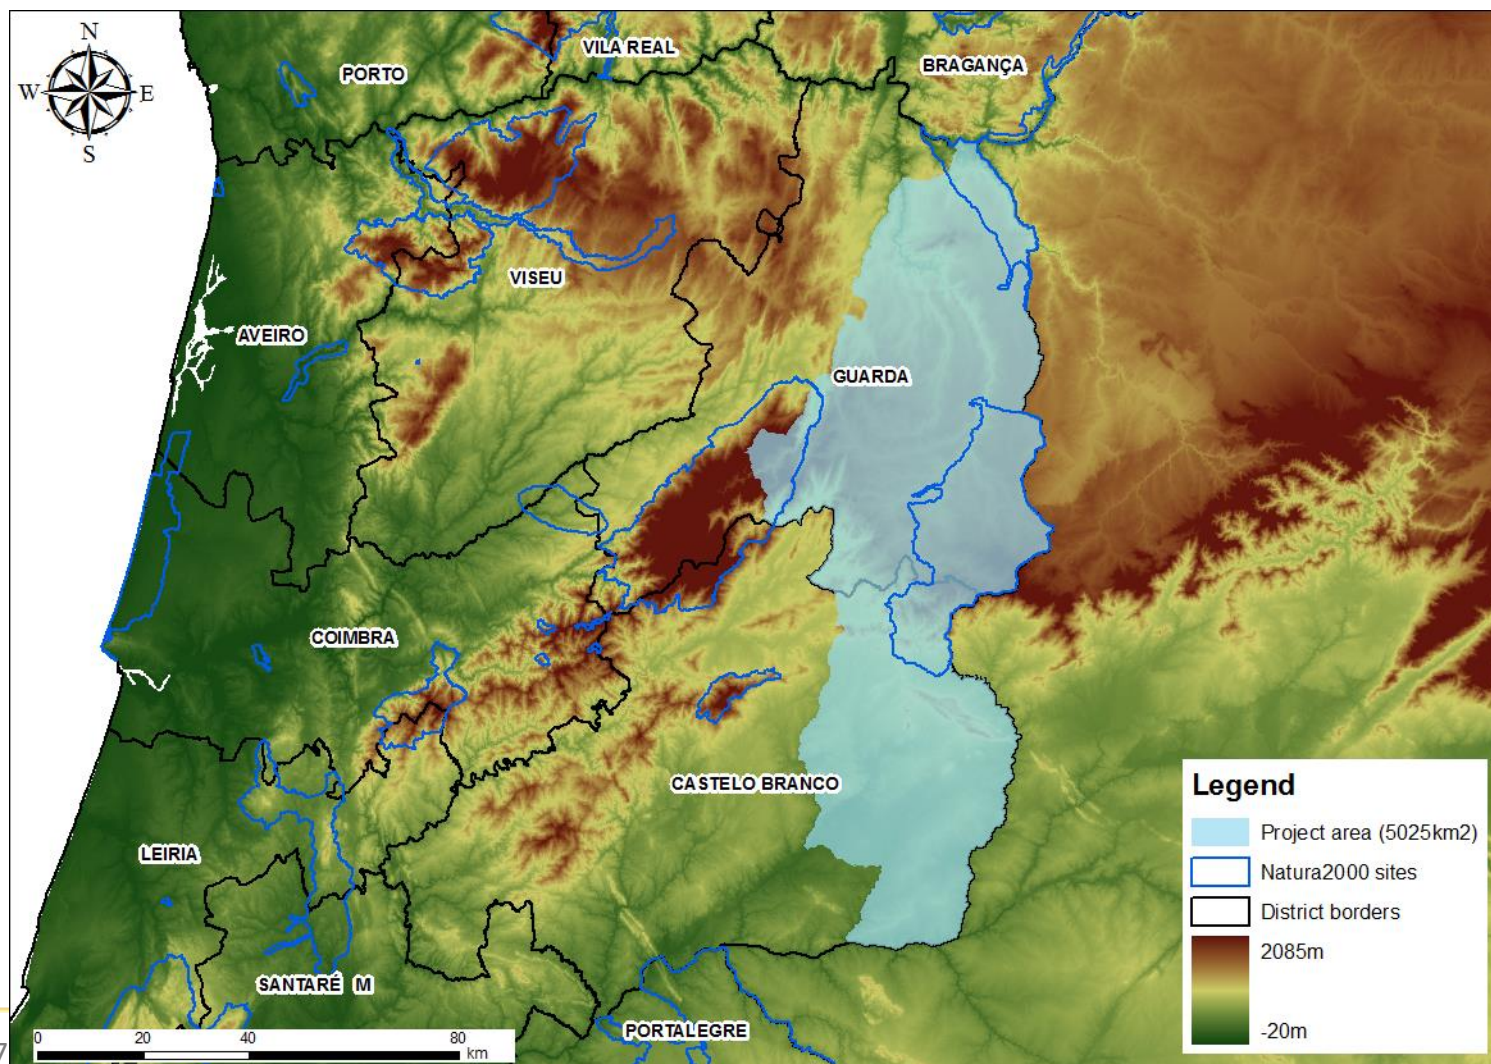 N
W E
S
VILA REAL
PORTO
BRAGANÇA
VISEU
AVEIRO
GUARDA
COIMBRA
CASTELO BRANCO
LEIRIA
SANTARÉ M
PORTALEGRE
Legend
Project area (5025km2)
Natura2000 sites
District borders
2085m
-20m
0 20 40 80
km
7